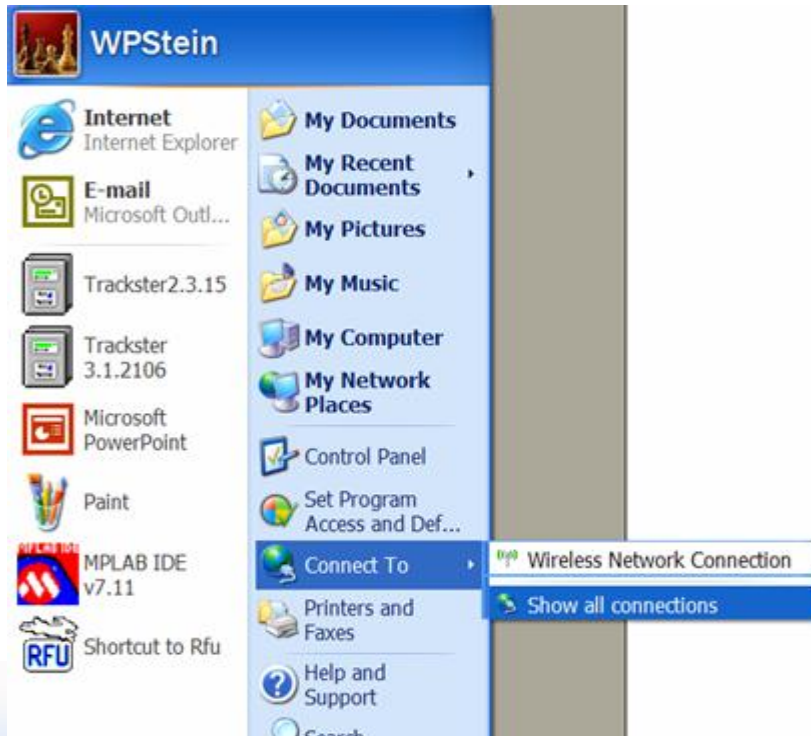 WPStein
Internet
Internet Explorer
E-mail
Microsoft Outl...
Trackster2.3.15
Trackster
3.1.2106
Microsoft
PowerPoint
Paint
MPLAB IDE
MPLAB IDE
v7.11
RFU
Shortcut to Rfu
My Documents
My Recent
Documents
My Pictures
My Music
My Computer
My Network
Places
Control Panel
Set Program
Access and Def...
Connect To
Printers and
Faxes
Help and
Support
Search
Wireless Network Connection
Show all connections